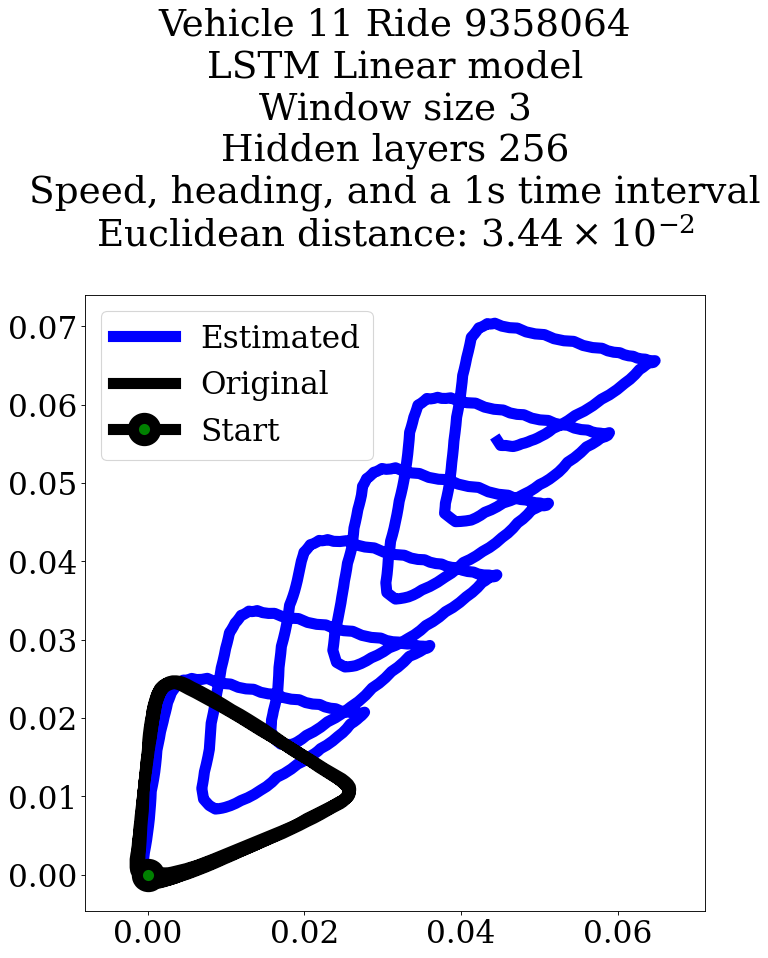 Vehicle 11 Ride 9358064
LSTM Linear model
Window size 3
Hidden layers 256
Speed, heading, and a 1s time interval
Euclidean distance: 3.44 × 10⁻²
Estimated
Original
Start
0.07
0.06
0.05
0.04
0.03
0.02
0.01
0.00
0.00 0.02 0.04 0.06